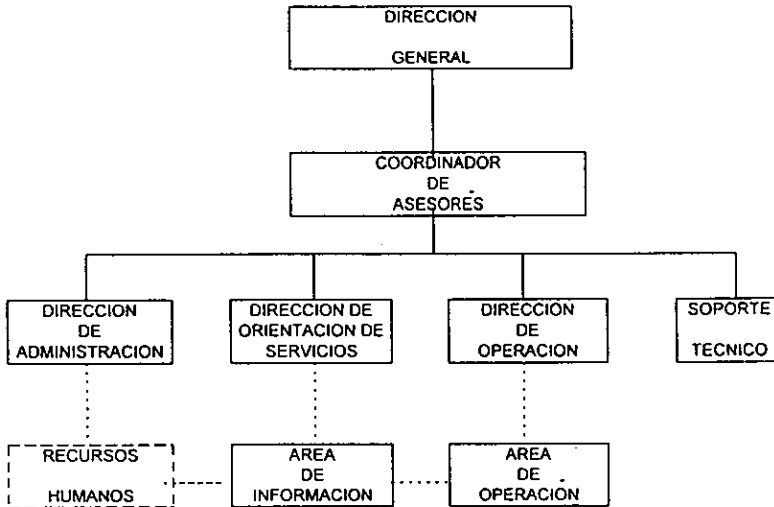 DIRECCION
GENERAL
COORDINADOR
DE
ASESORES
DIRECCION
DE
ADMINISTRACION
DIRECCION DE
ORIENTACION DE
SERVICIOS
DIRECCION
DE
OPERACION
SOPORTE
TECNICO
RECURSOS
HUMANOS
AREA
DE
INFORMACION
AREA
DE
OPERACION